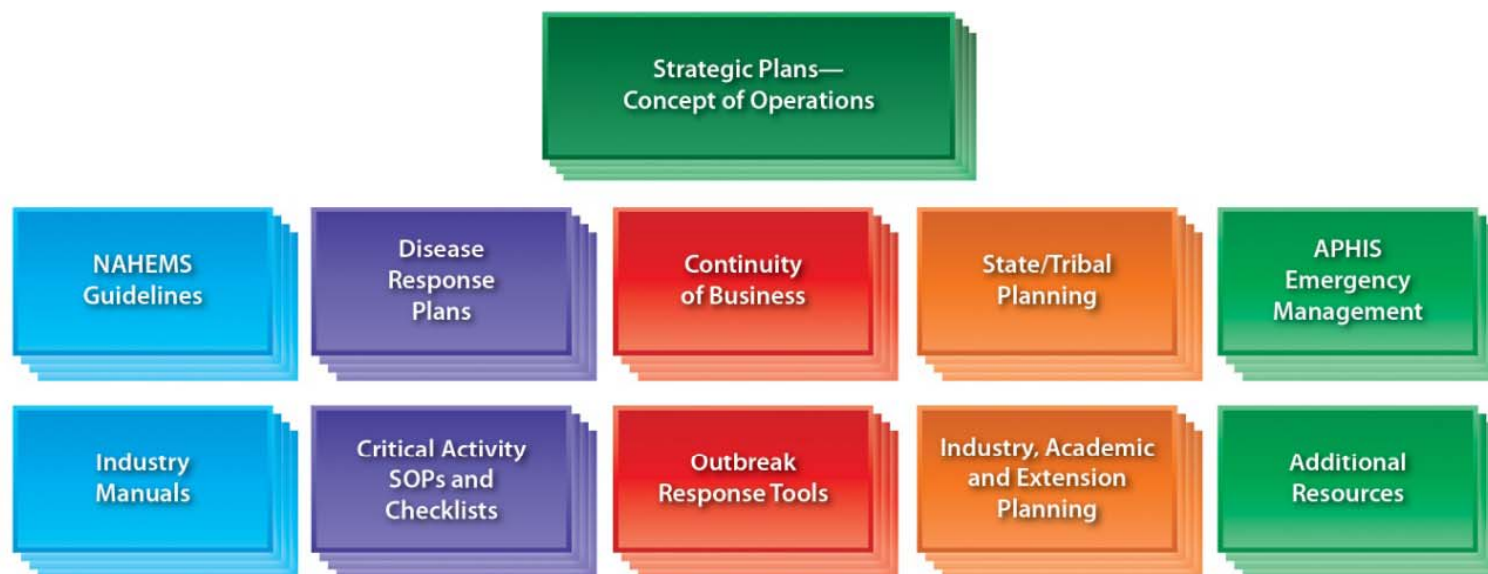 Strategic Plans—
Concept of Operations
NAHEMS
Guidelines
Disease
Response
Plans
Continuity
of Business
State/Tribal
Planning
APHIS
Emergency
Management
Industry
Manuals
Critical Activity
SOPs and
Checklists
Outbreak
Response Tools
Industry, Academic
and Extension
Planning
Additional
Resources